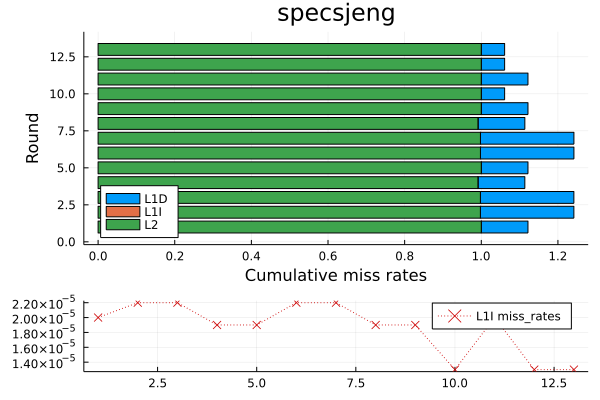 specsjeng
Round
12.5
10.0
7.5
5.0
2.5
0.0
L1D
L1I
L2
0.0 0.2 0.4 0.6 0.8 1.0 1.2
Cumulative miss rates
2.20×10⁻⁵
2.00×10⁻⁵
1.80×10⁻⁵
1.60×10⁻⁵
1.40×10⁻⁵
L1I miss_rates
2.5 5.0 7.5 10.0 12.5